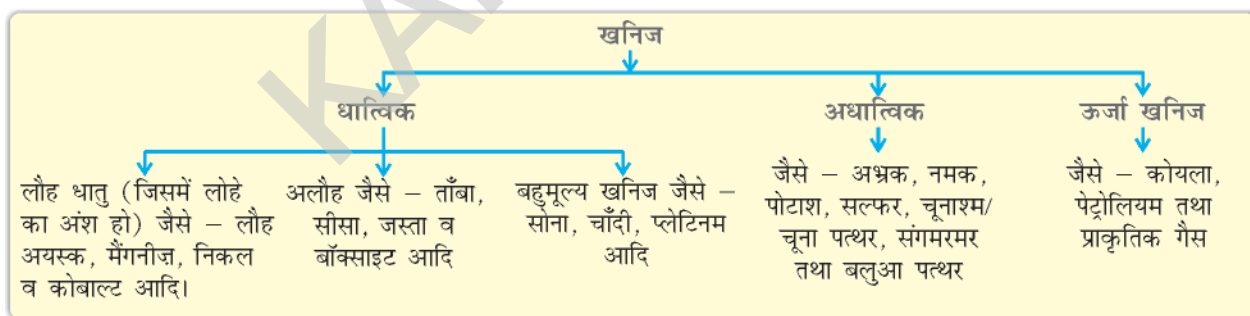 खनिज
धात्विक
अधात्विक
ऊर्जा खनिज
लौह धातु (जिसमें लोहे
का अंश हो) जैसे – लौह
अयस्क, मैंगनीज़, निकल
व कोबाल्ट आदि।
अलौह जैसे – ताँबा,
सीसा, जस्ता व
बॉक्साइट आदि
बहुमूल्य खनिज जैसे –
सोना, चाँदी, प्लेटिनम
आदि
जैसे – अभ्रक, नमक,
पोटाश, सल्फर, चूनाश्म/
चूना पत्थर, संगमरमर
तथा बलुआ पत्थर
जैसे – कोयला,
पेट्रोलियम तथा
प्राकृतिक गैस